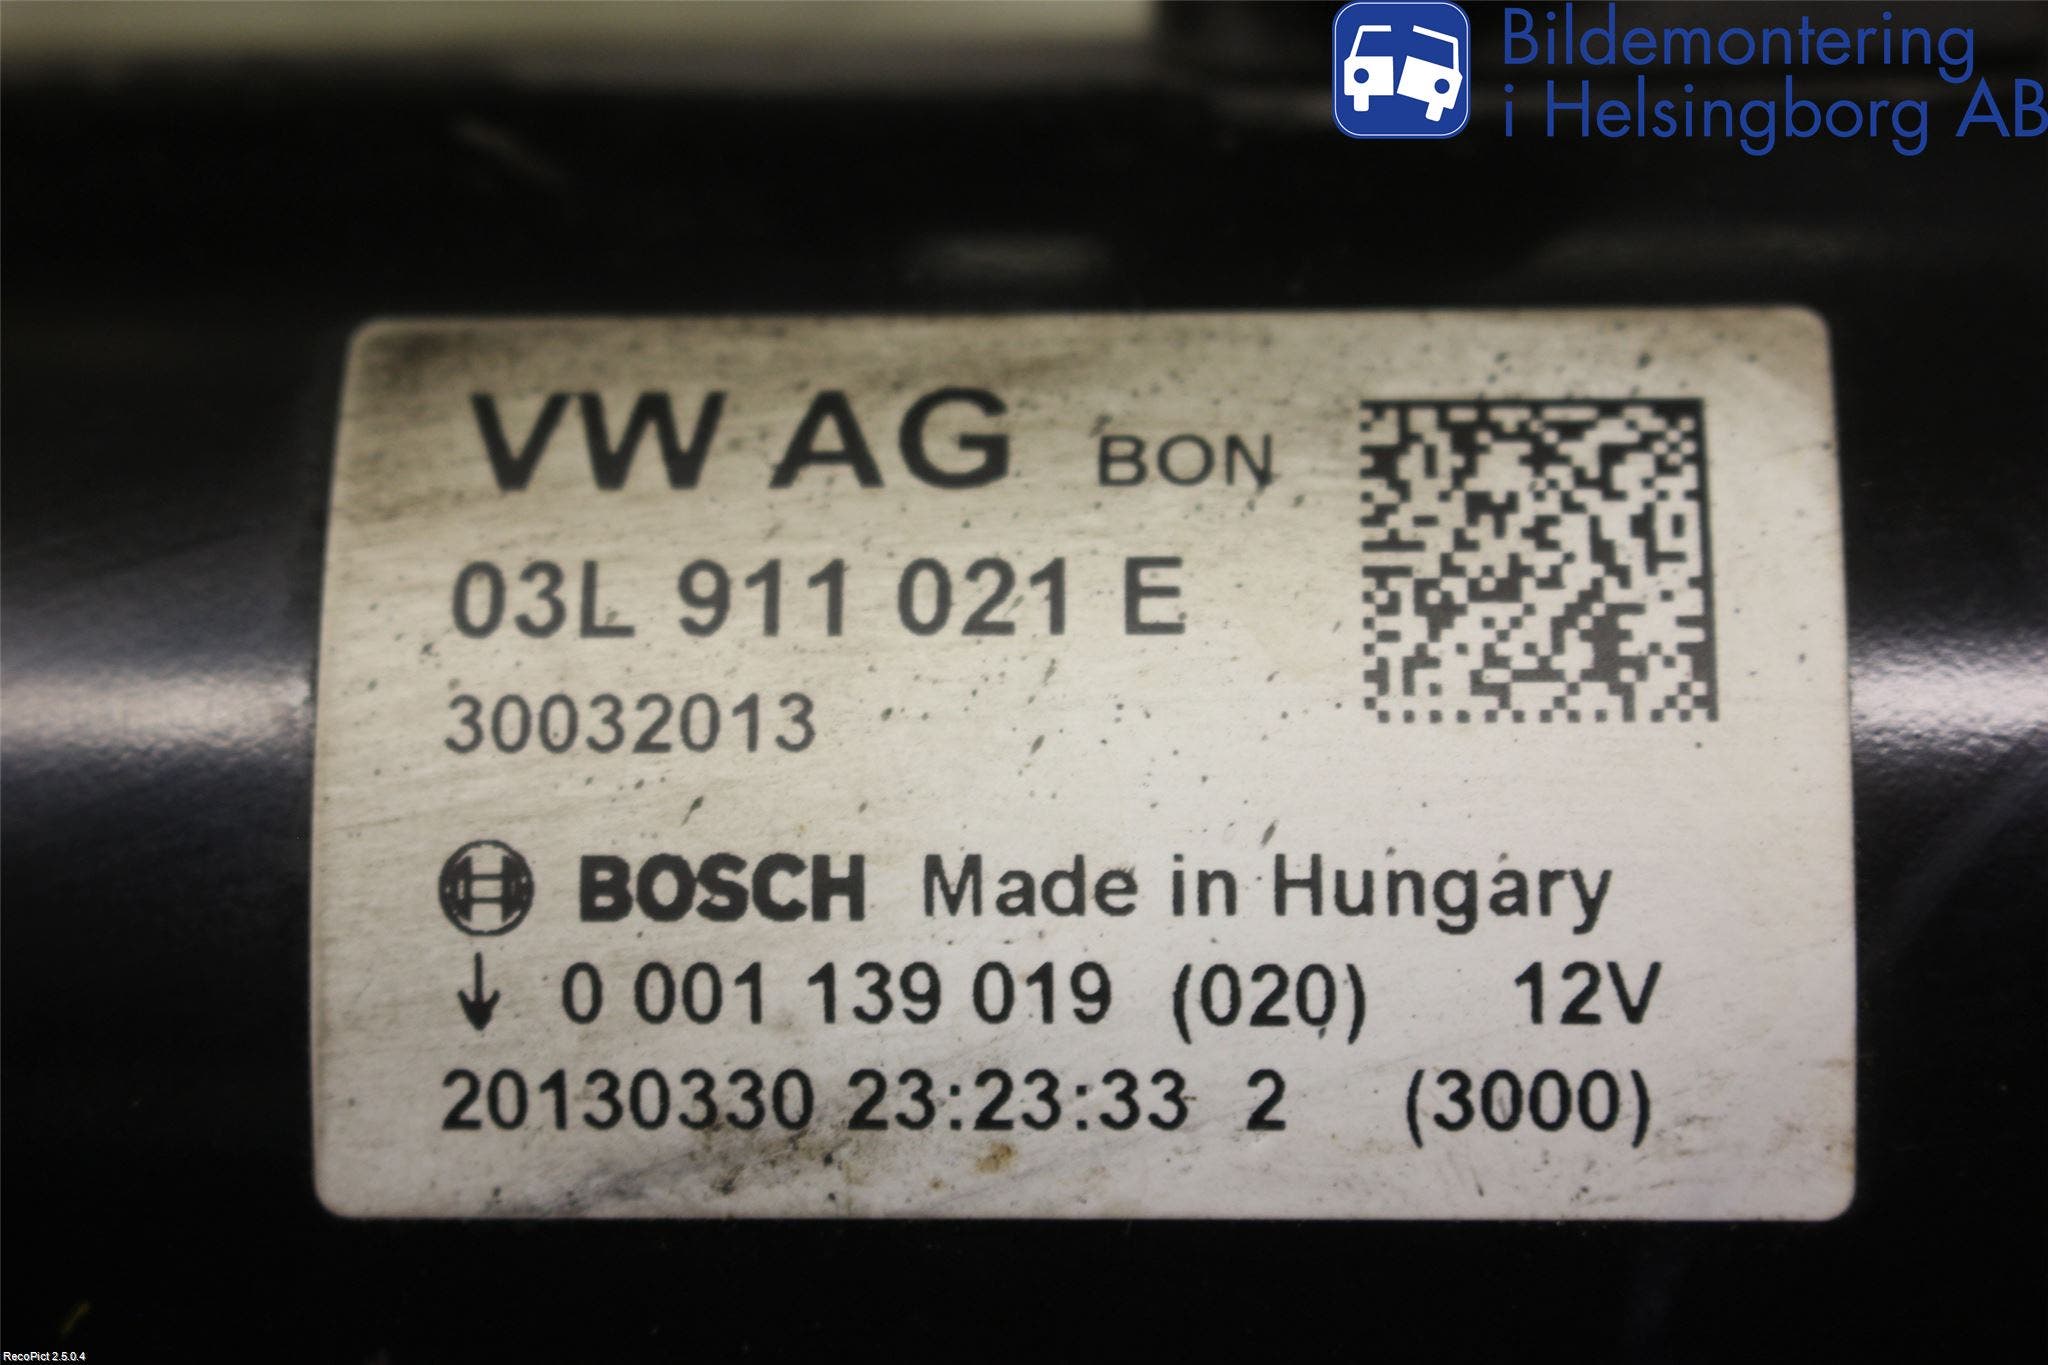 Bildemontering
i Helsingborg AB
VW AG BON
03L 911 021 E
30032013
BOSCH Made in Hungary
↓ 0 001 139 019 (020) 12V
20130330 23:23:33 2 (3000)
RecoPict 2.5.0.4